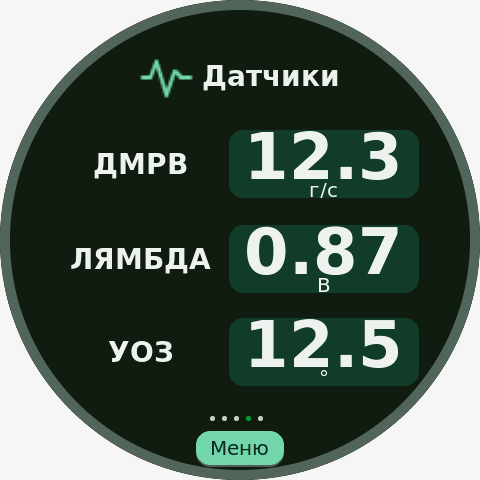 Датчики
ДМРВ 12.3
г/с
ЛЯМБДА 0.87
В
УОЗ 12.5
°
Меню